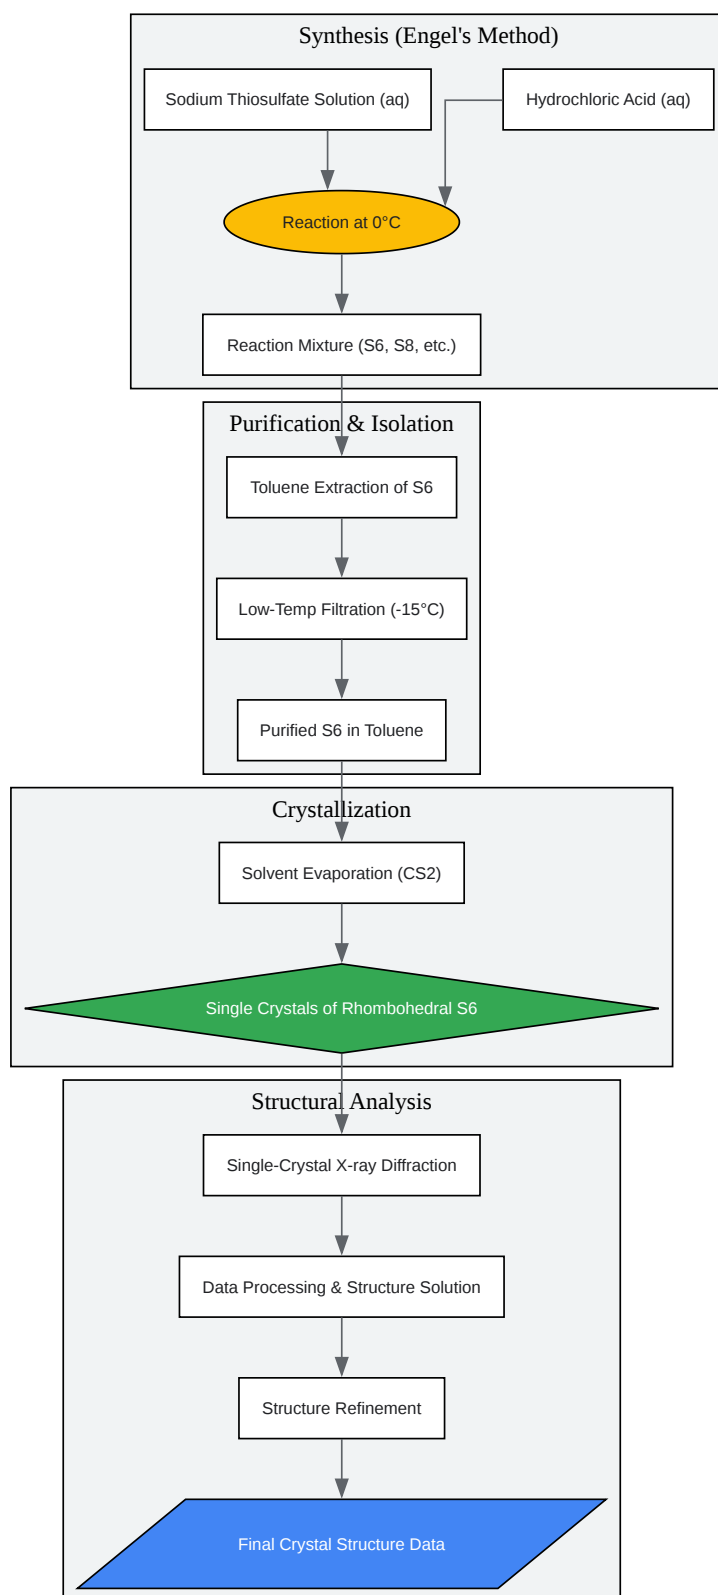 Synthesis (Engel's Method)
Sodium Thiosulfate Solution (aq)
Hydrochloric Acid (aq)
Reaction at 0°C
Reaction Mixture (S6, S8, etc.)
Purification & Isolation
Toluene Extraction of S6
Low-Temp Filtration (-15°C)
Purified S6 in Toluene
Crystallization
Solvent Evaporation (CS2)
Single Crystals of Rhombohedral S6
Structural Analysis
Single-Crystal X-ray Diffraction
Data Processing & Structure Solution
Structure Refinement
Final Crystal Structure Data